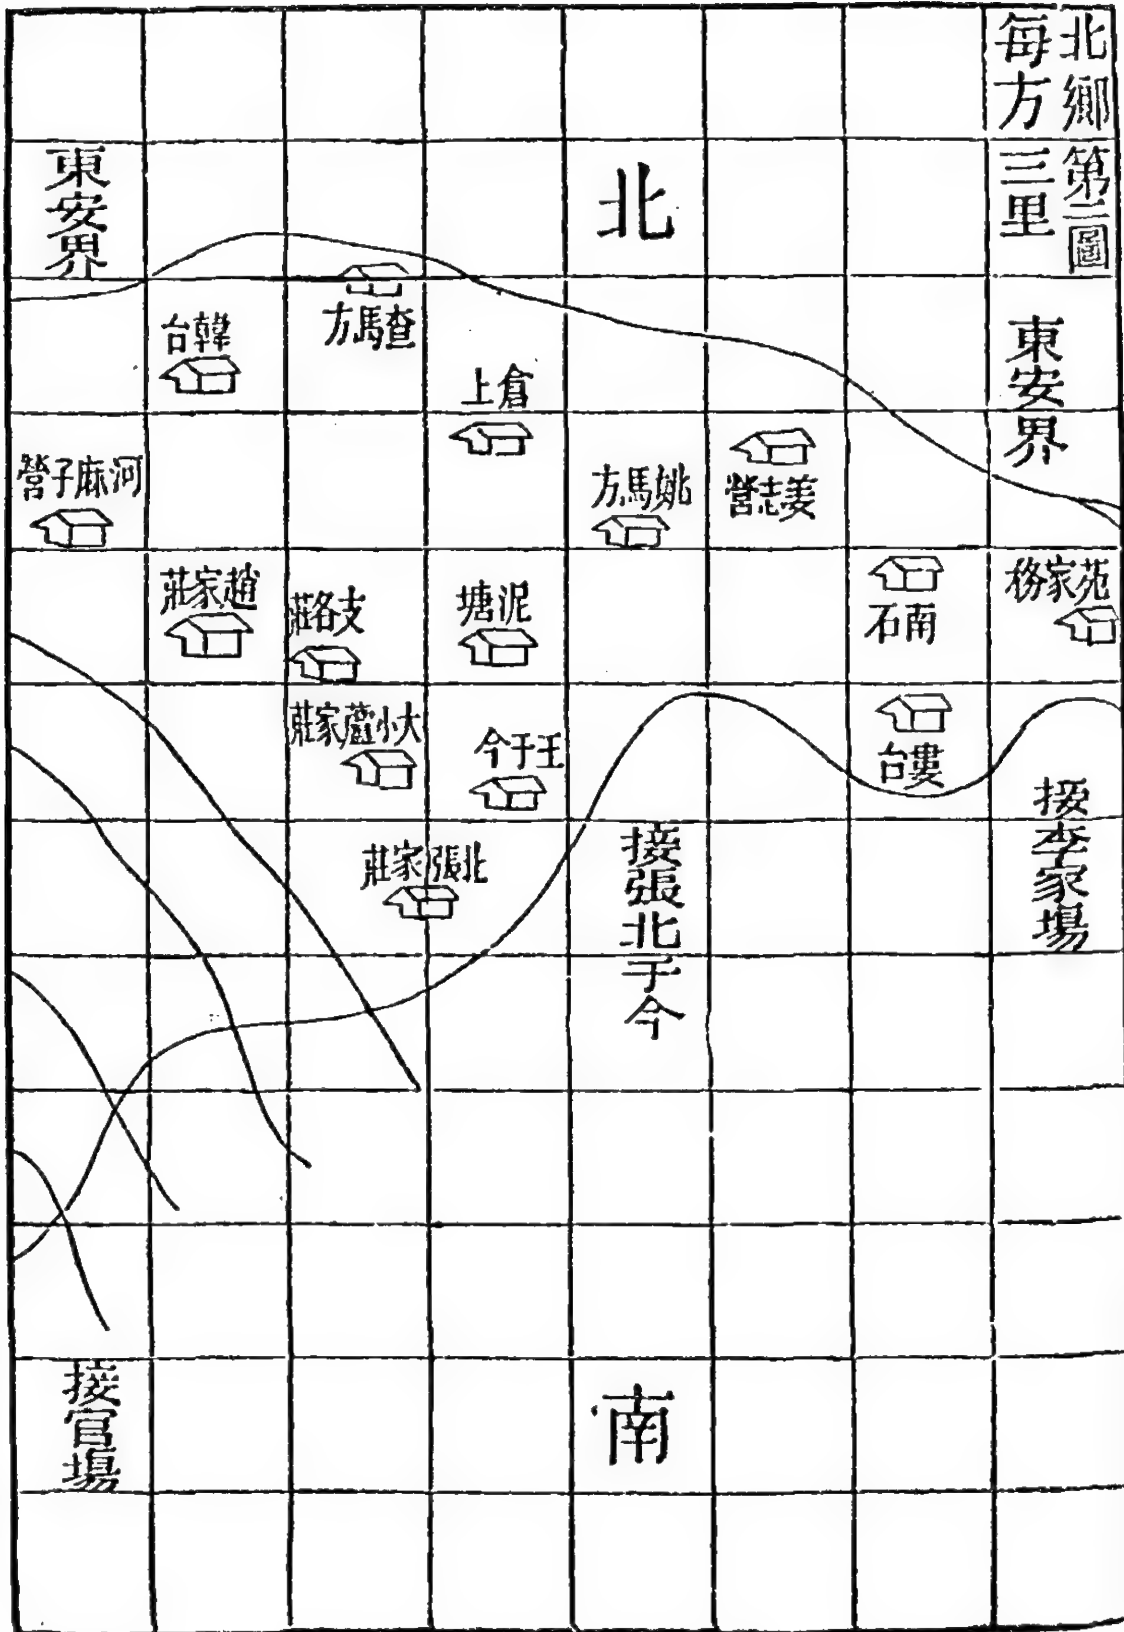 北鄉第二圖
每方三里
東安界
北
東安界
查馬方
韓台
上倉
姜志營
姚馬方
河麻子營
苑家務
南石
泥塘
支各莊
趙家莊
婁台
王于今
大小蘆家莊
接李家場
接張北于今
北張家莊
南
接官場